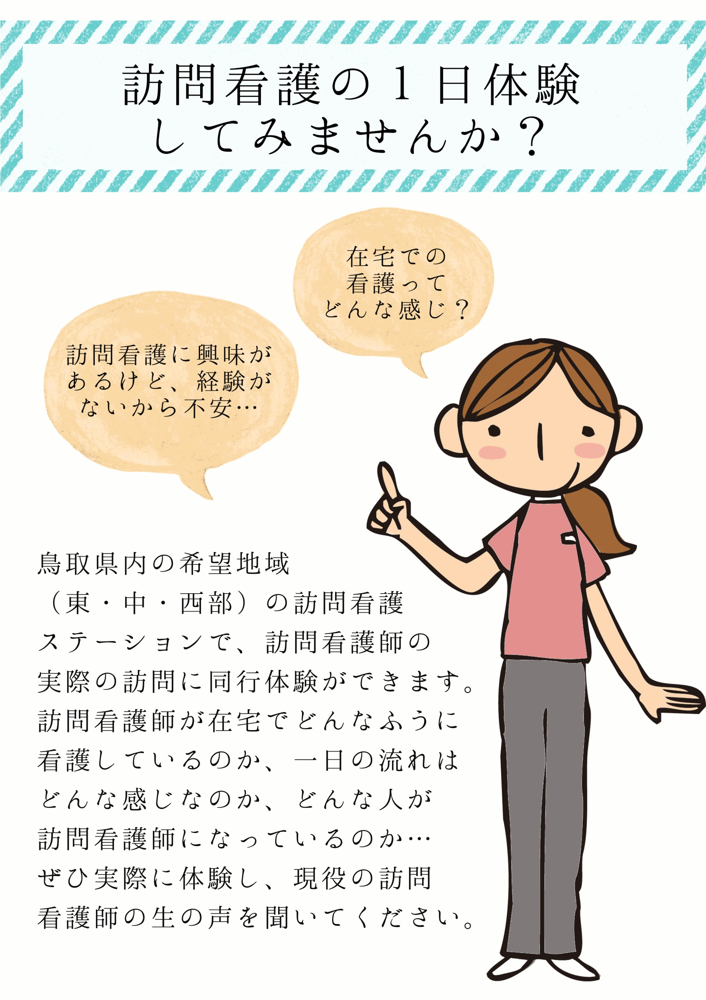 訪問看護の1日体験
してみませんか？
在宅での
看護って
どんな感じ？
訪問看護に興味が
あるけど、経験が
ないから不安…
鳥取県内の希望地域
（東・中・西部）の訪問看護
ステーションで、訪問看護師の
実際の訪問に同行体験ができます。
訪問看護師が在宅でどんなふうに
看護しているのか、一日の流れは
どんな感じなのか、どんな人が
訪問看護師になっているのか…
ぜひ実際に体験し、現役の訪問
看護師の生の声を聞いてください。